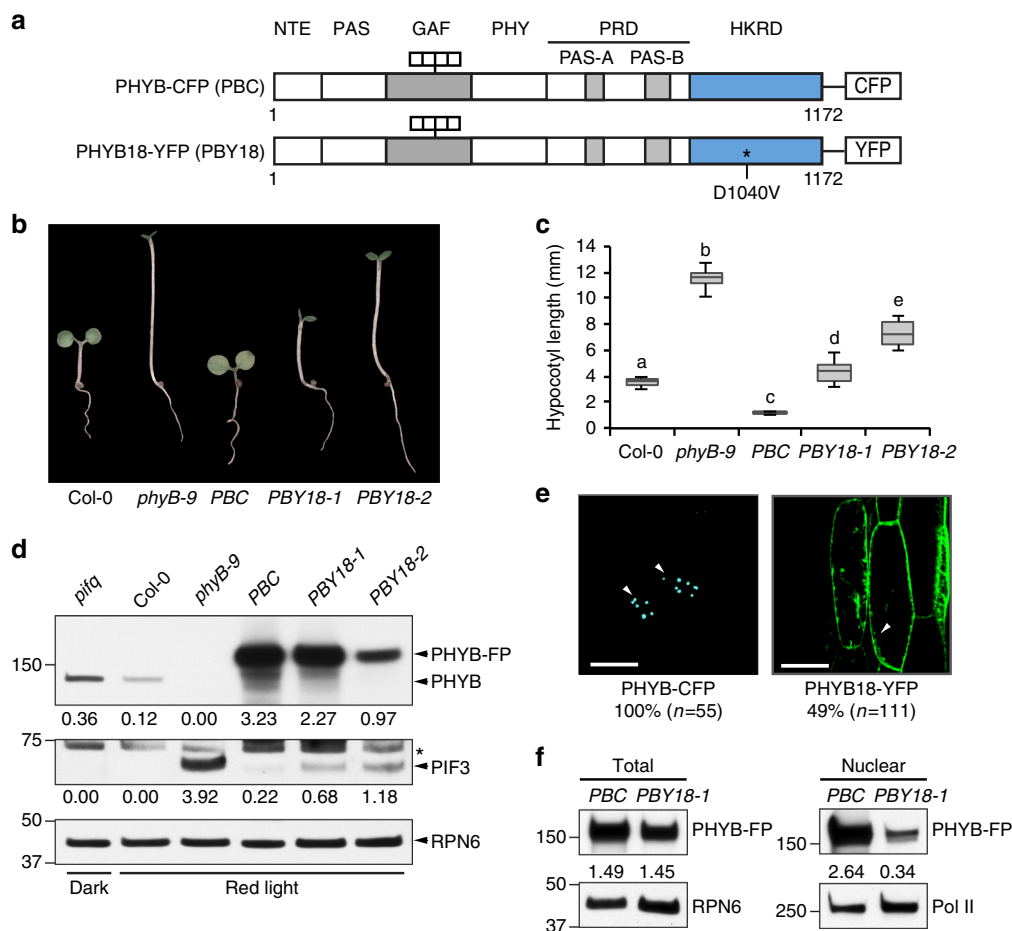 a
NTE PAS GAF PHY PRD HKRD
PAS-A PAS-B
PHYB-CFP (PBC) CFP
1 1172
PHYB18-YFP (PBY18) * YFP
1 1172
D1040V
b
Col-0 phyB-9 PBC PBY18-1 PBY18-2
c
Hypocotyl length (mm)
14
12
10
8
6
4
2
0
a b c d e
Col-0 phyB-9 PBC PBY18-1 PBY18-2
d
pifq Col-0 phyB-9 PBC PBY18-1 PBY18-2
150 PHYB-FP
PHYB
0.36 0.12 0.00 3.23 2.27 0.97
75 *
PIF3
0.00 0.00 3.92 0.22 0.68 1.18
50 RPN6
37
Dark Red light
e
PHYB-CFP PHYB18-YFP
100% (n=55) 49% (n=111)
f
Total Nuclear
PBC PBY18-1 PBC PBY18-1
150 PHYB-FP 150 PHYB-FP
1.49 1.45 2.64 0.34
50 RPN6 250 Pol II
37